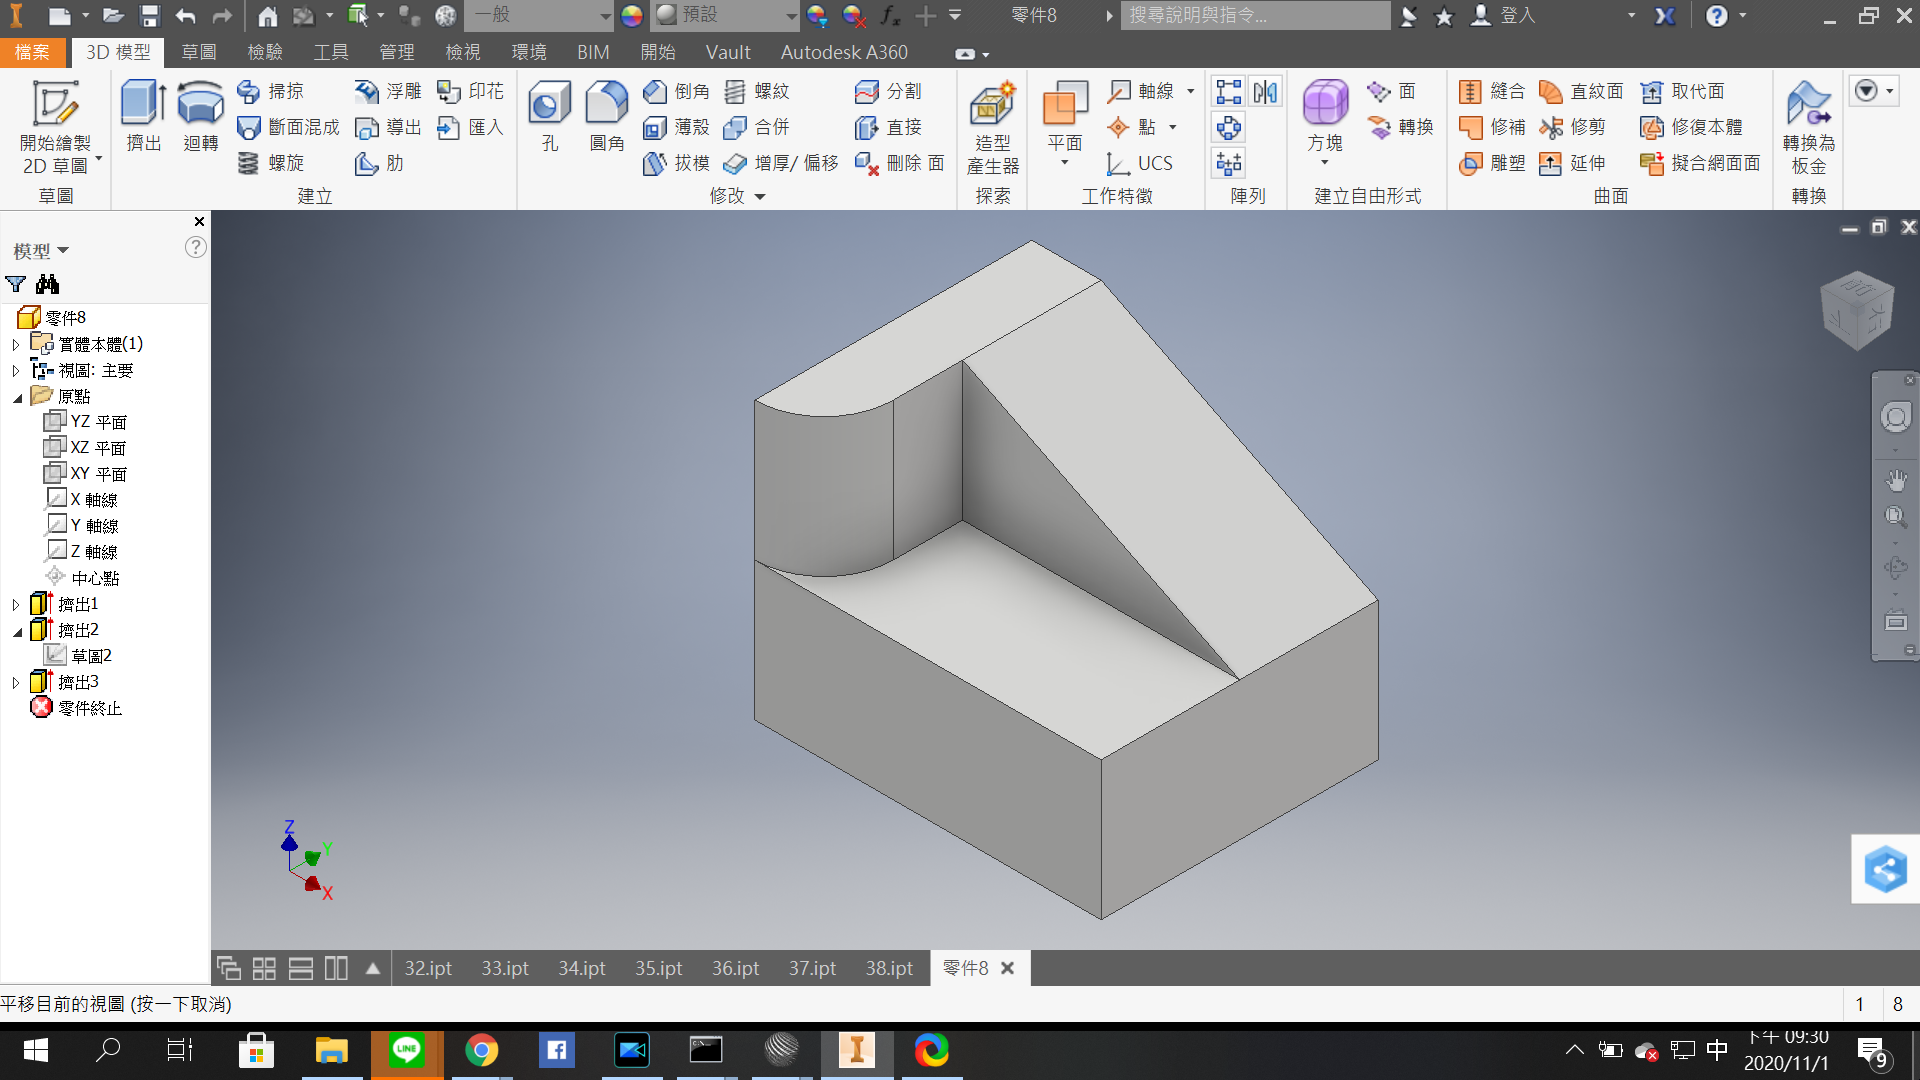 一般
預設
零件8
搜尋說明與指令...
登入
檔案
3D 模型
草圖
檢驗
工具
管理
檢視
環境
BIM
開始
Vault
Autodesk A360
開始繪製
2D 草圖
草圖
擠出
迴轉
掃掠
斷面混成
螺旋
浮雕
導出
肋
印花
匯入
建立
孔
圓角
倒角
薄殼
拔模
螺紋
合併
增厚/ 偏移
分割
直接
刪除 面
修改
造型
產生器
探索
平面
軸線
點
UCS
工作特徵
陣列
方塊
面
轉換
建立自由形式
縫合
修補
雕塑
直紋面
修剪
延伸
取代面
修復本體
擬合網面面
曲面
轉換為
板金
轉換
模型
零件8
實體本體(1)
視圖: 主要
原點
YZ 平面
XZ 平面
XY 平面
X 軸線
Y 軸線
Z 軸線
中心點
擠出1
擠出2
草圖2
擠出3
零件終止
Z
Y
X
32.ipt
33.ipt
34.ipt
35.ipt
36.ipt
37.ipt
38.ipt
零件8
平移目前的視圖 (按一下取消)
1
8
LINE
中
下午 09:30
2020/11/1
9